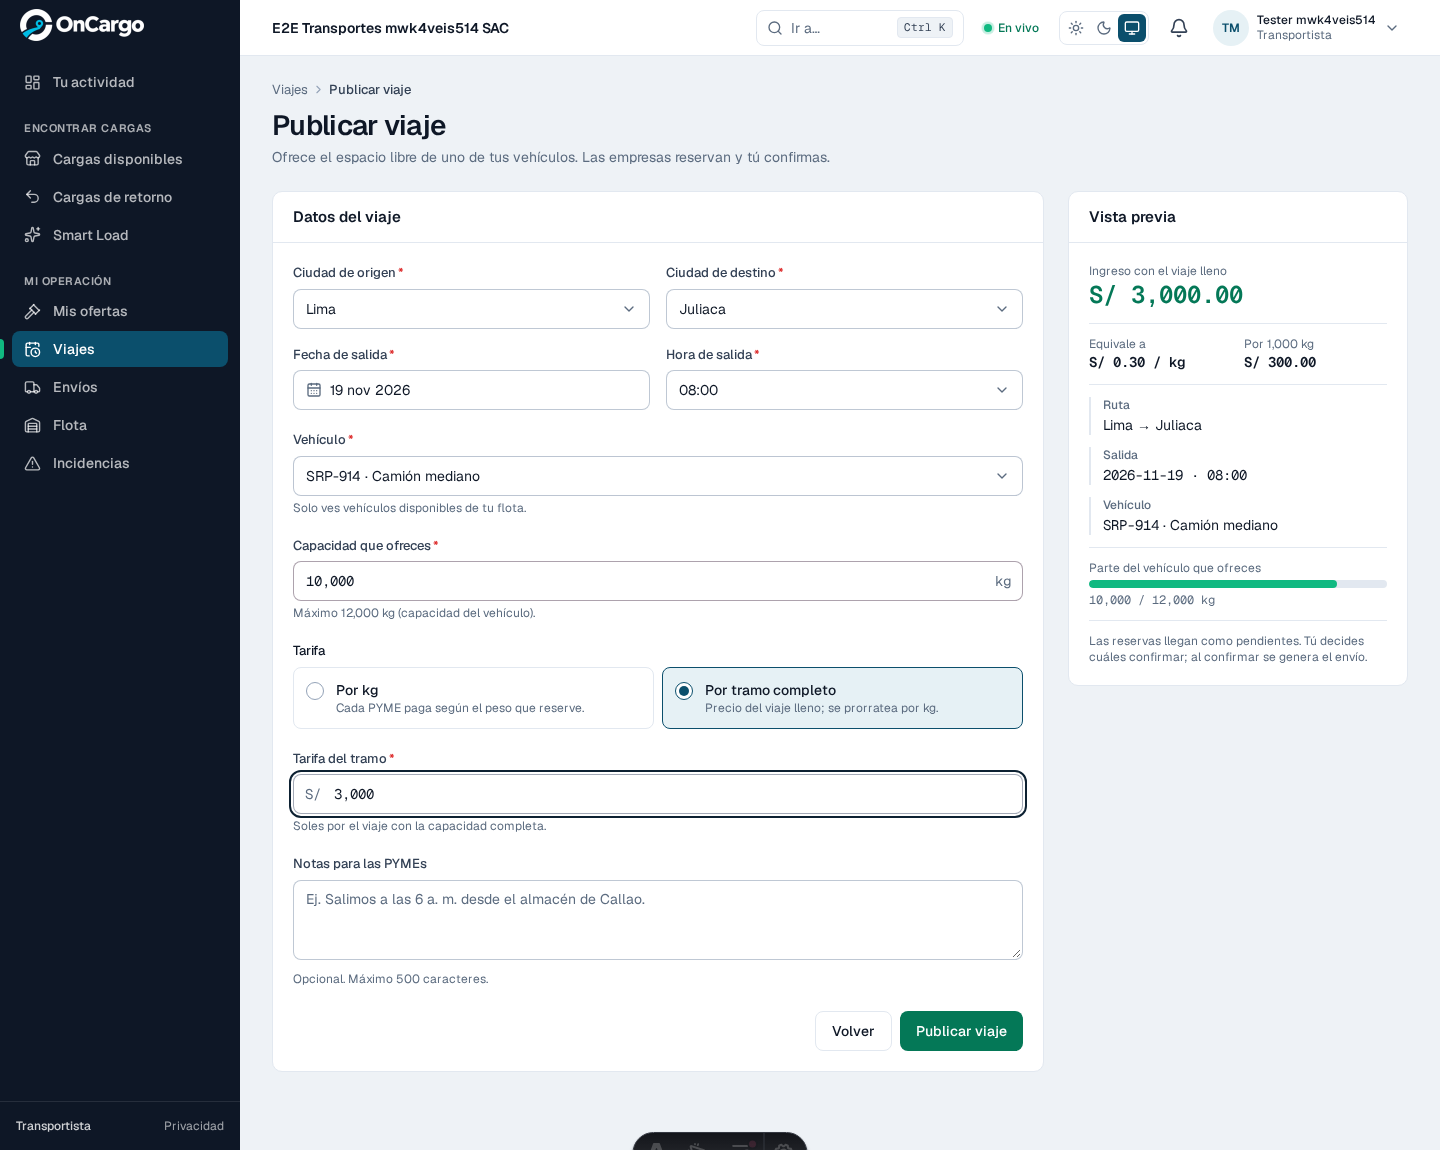 OnCargo
Tu actividad
ENCONTRAR CARGAS
Cargas disponibles
Cargas de retorno
Smart Load
MI OPERACIÓN
Mis ofertas
Viajes
Envíos
Flota
Incidencias
Transportista
Privacidad
E2E Transportes mwk4veis514 SAC
Ir a...
Ctrl K
En vivo
TM
Tester mwk4veis514
Transportista
Viajes > Publicar viaje
Publicar viaje
Ofrece el espacio libre de uno de tus vehículos. Las empresas reservan y tú confirmas.
Datos del viaje
Ciudad de origen *
Lima
Ciudad de destino *
Juliaca
Fecha de salida *
19 nov 2026
Hora de salida *
08:00
Vehículo *
SRP-914 · Camión mediano
Solo ves vehículos disponibles de tu flota.
Capacidad que ofreces *
10,000
kg
Máximo 12,000 kg (capacidad del vehículo).
Tarifa
Por kg
Cada PYME paga según el peso que reserve.
Por tramo completo
Precio del viaje lleno; se prorratea por kg.
Tarifa del tramo *
S/ 3,000
Soles por el viaje con la capacidad completa.
Notas para las PYMEs
Ej. Salimos a las 6 a. m. desde el almacén de Callao.
Opcional. Máximo 500 caracteres.
Volver
Publicar viaje
Vista previa
Ingreso con el viaje lleno
S/ 3,000.00
Equivale a
S/ 0.30 / kg
Por 1,000 kg
S/ 300.00
Ruta
Lima → Juliaca
Salida
2026-11-19 · 08:00
Vehículo
SRP-914 · Camión mediano
Parte del vehículo que ofreces
10,000 / 12,000 kg
Las reservas llegan como pendientes. Tú decides
cuáles confirmar; al confirmar se genera el envío.